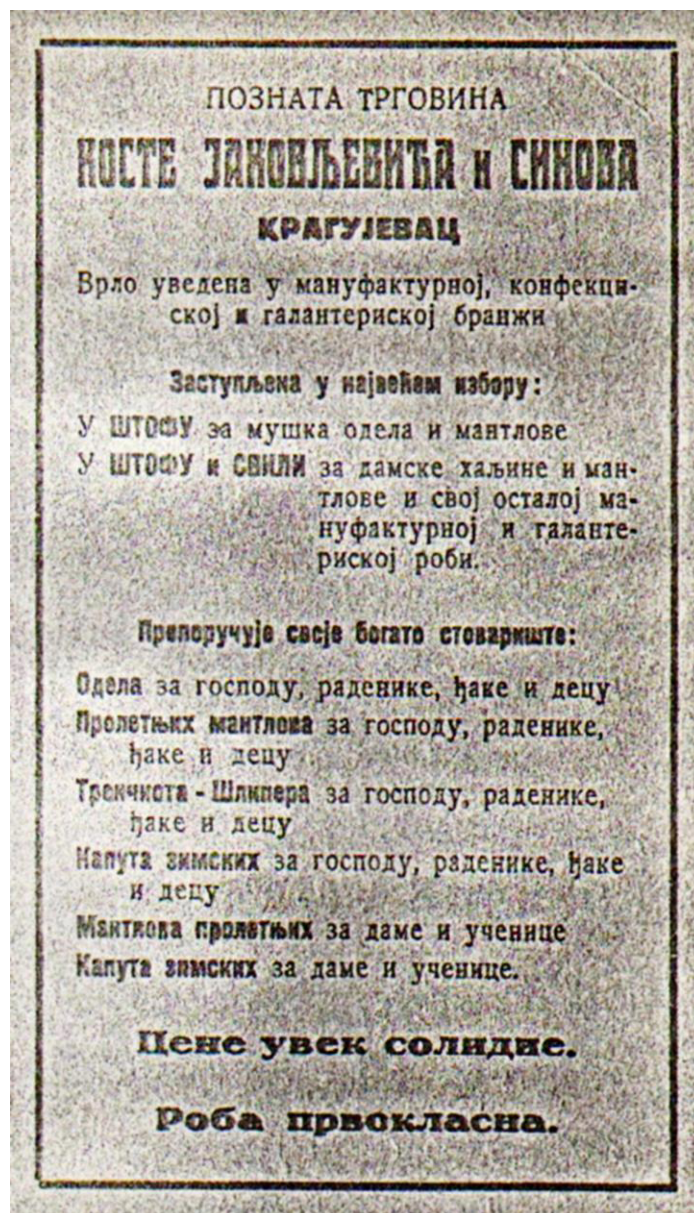 ПОЗНАТА ТРГОВИНА
КОСТЕ ЈАКОВЉЕВИЋА и СИНОВА
КРАГУЈЕВАЦ
Врло уведена у мануфактурној, конфекци-
ској и галантериској бранжи
Заступљена у највећем избору:
У ШТОФУ за мушка одела и мантлове
У ШТОФУ и СВИЛИ за дамске хаљине и ман-
тлове и свој осталој ма-
нуфактурној и галанте-
риској роби.
Препоручује своје богато стовариште:
Одела за господу, раденике, ђаке и децу
Пролетњих мантлова за господу, раденике,
ђаке и децу
Тренчкота - Шлипера за господу, раденике,
ђаке и децу
Капута зимских за господу, раденике, ђаке
и децу
Мантлова пролетњих за даме и ученице
Капута зимских за даме и ученице.
Цене увек солидне.
Роба првокласна.